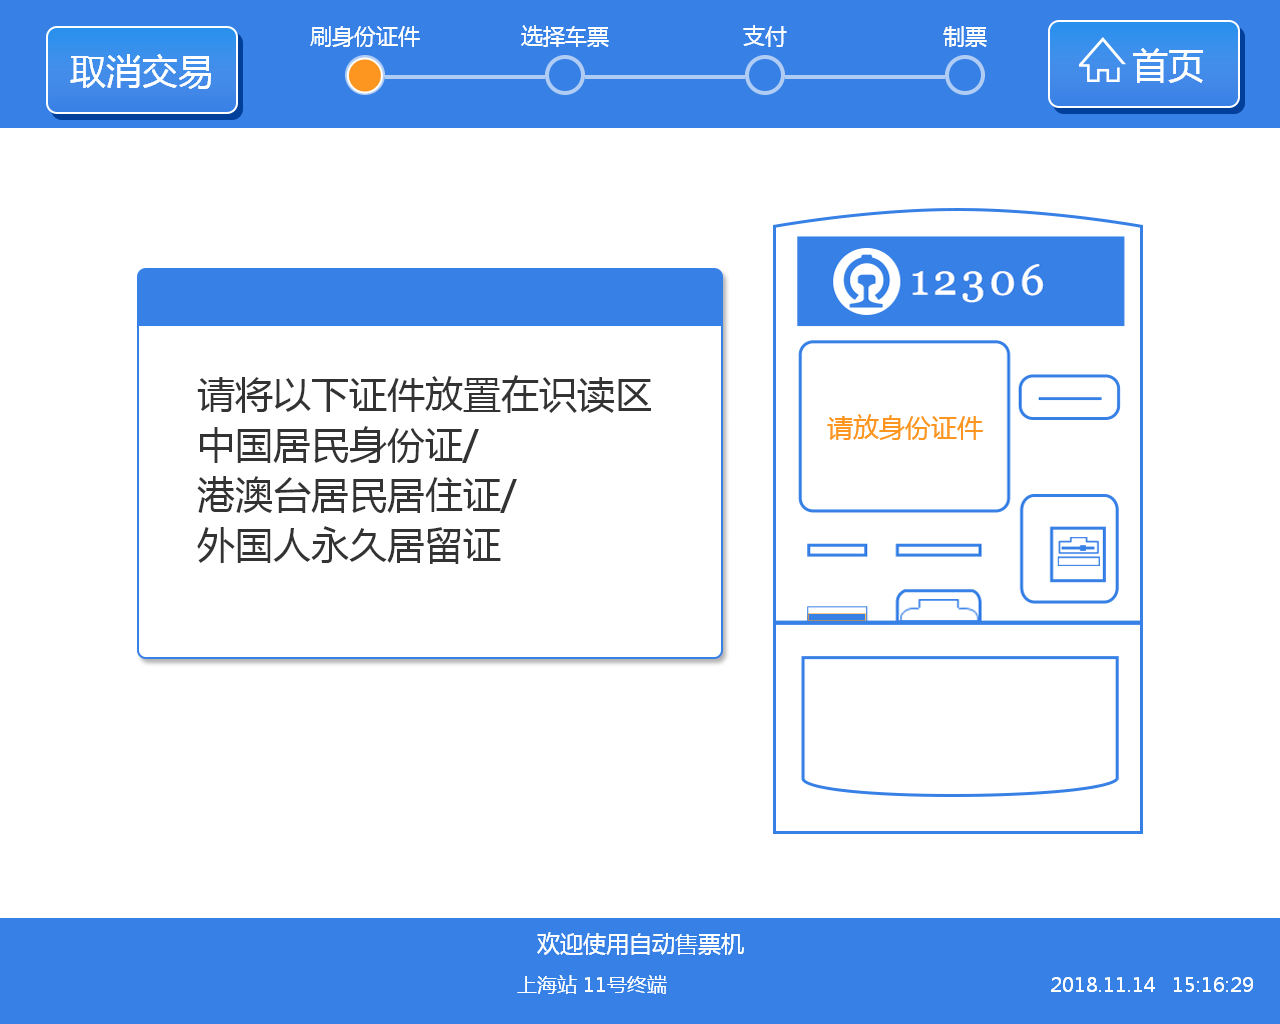 取消交易
刷身份证件
选择车票
支付
制票
首页
12306
请将以下证件放置在识读区
中国居民身份证/
港澳台居民居住证/
外国人永久居留证
请放身份证件
欢迎使用自动售票机
上海站 11号终端
2018.11.14 15:16:29